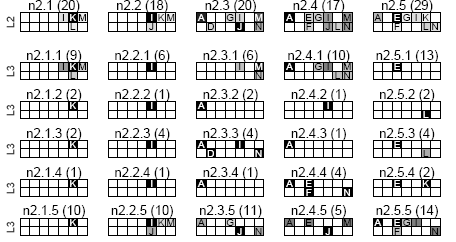 n2.1 (20) n2.2 (18) n2.3 (20) n2.4 (17) n2.5 (29)
L2 I K M I K M A G I M A E G I M A E G I K
L J D J N F J L N F L N
n2.1.1 (9) n2.2.1 (6) n2.3.1 (6) n2.4.1 (10) n2.5.1 (13)
L3 I K M I I M A G I M E
L N J L N
n2.1.2 (2) n2.2.2 (1) n2.3.2 (2) n2.4.2 (1) n2.5.2 (2)
L3 K I A I
L
n2.1.3 (2) n2.2.3 (4) n2.3.3 (4) n2.4.3 (1) n2.5.3 (4)
L3 K I A A E
D N L
n2.1.4 (1) n2.2.4 (1) n2.3.4 (1) n2.4.4 (4) n2.5.4 (2)
L3 K I A A E E K
F N
n2.1.5 (10) n2.2.5 (10) n2.3.5 (11) n2.4.5 (5) n2.5.5 (14)
L3 K I K M A G A E G I
J J N J F N